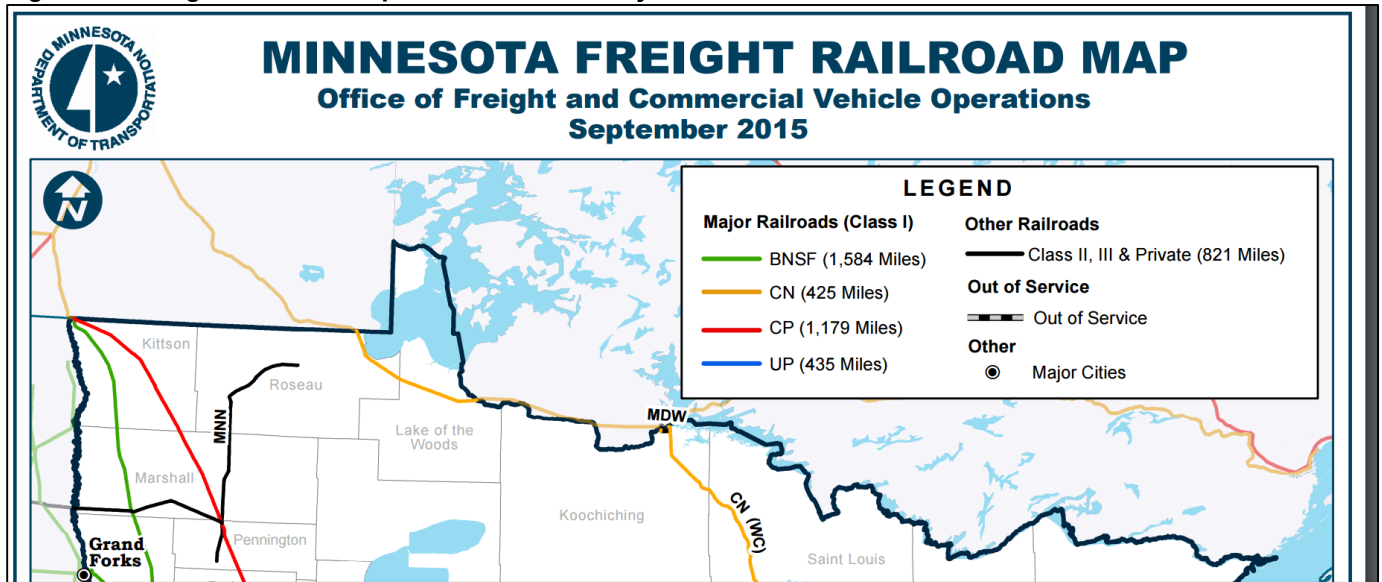 MINNESOTA
DEPARTMENT OF TRANSPORTATION
MINNESOTA FREIGHT RAILROAD MAP
Office of Freight and Commercial Vehicle Operations
September 2015
N
LEGEND
Major Railroads (Class I)
BNSF (1,584 Miles)
CN (425 Miles)
CP (1,179 Miles)
UP (435 Miles)
Other Railroads
Class II, III & Private (821 Miles)
Out of Service
Out of Service
Other
Major Cities
Kittson
Roseau
MNN
Lake of the
Woods
MDW
Marshall
Koochiching
CN (WC)
Pennington
Saint Louis
Grand
Forks